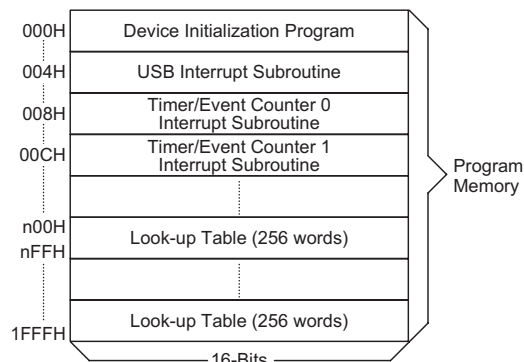 000H
Device Initialization Program
004H
USB Interrupt Subroutine
008H
Timer/Event Counter 0
Interrupt Subroutine
00CH
Timer/Event Counter 1
Interrupt Subroutine
Program
Memory
n00H
Look-up Table (256 words)
nFFH
Look-up Table (256 words)
1FFFH
16-Bits